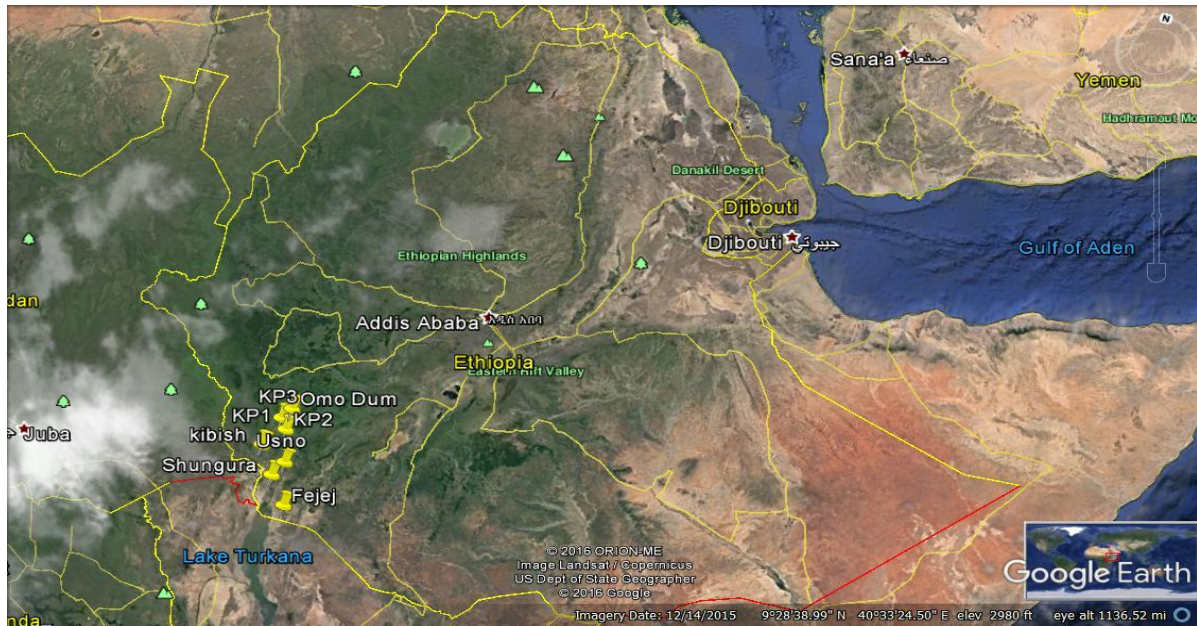 N
Sana'a صنعاء
Yemen
Hadhramaut Mo
Danakil Desert
Djibouti
Djibouti جيبوتي
Gulf of Aden
Ethiopian Highlands
dan
Addis Ababa አዲስ አበባ
Ethiopia
Eastern Rift Valley
KP3 Omo Dum
KP1 KP2
kibish Usno
Juba
Shungura
Fejej
Lake Turkana
© 2016 ORION-ME
Image Landsat / Copernicus
US Dept of State Geographer
© 2016 Google
Google Earth
nda
Imagery Date: 12/14/2015 9°28'38.99" N 40°33'24.50" E elev 2980 ft eye alt 1136.52 mi